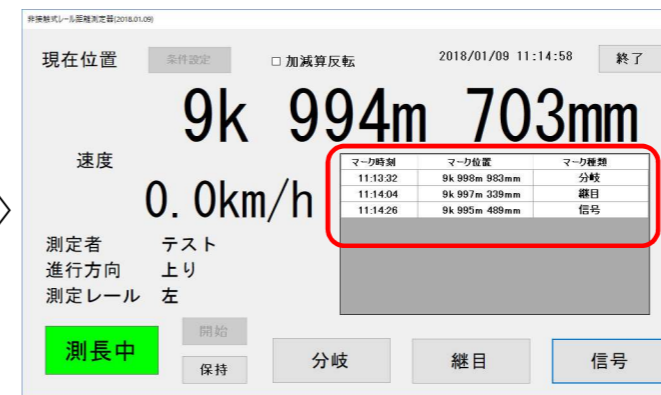 非接触式レール距離測定器(2018.01.09)
現在位置 条件設定 □ 加減算反転 2018/01/09 11:14:58 終了
9k 994m 703mm
速度
0.0km/h
マーク時刻 マーク位置 マーク種類
11:13:32 9k 998m 983mm 分岐
11:14:04 9k 997m 339mm 継目
11:14:26 9k 995m 489mm 信号
測定者 テスト
進行方向 上り
測定レール 左
測長中 開始 保持 分岐 継目 信号